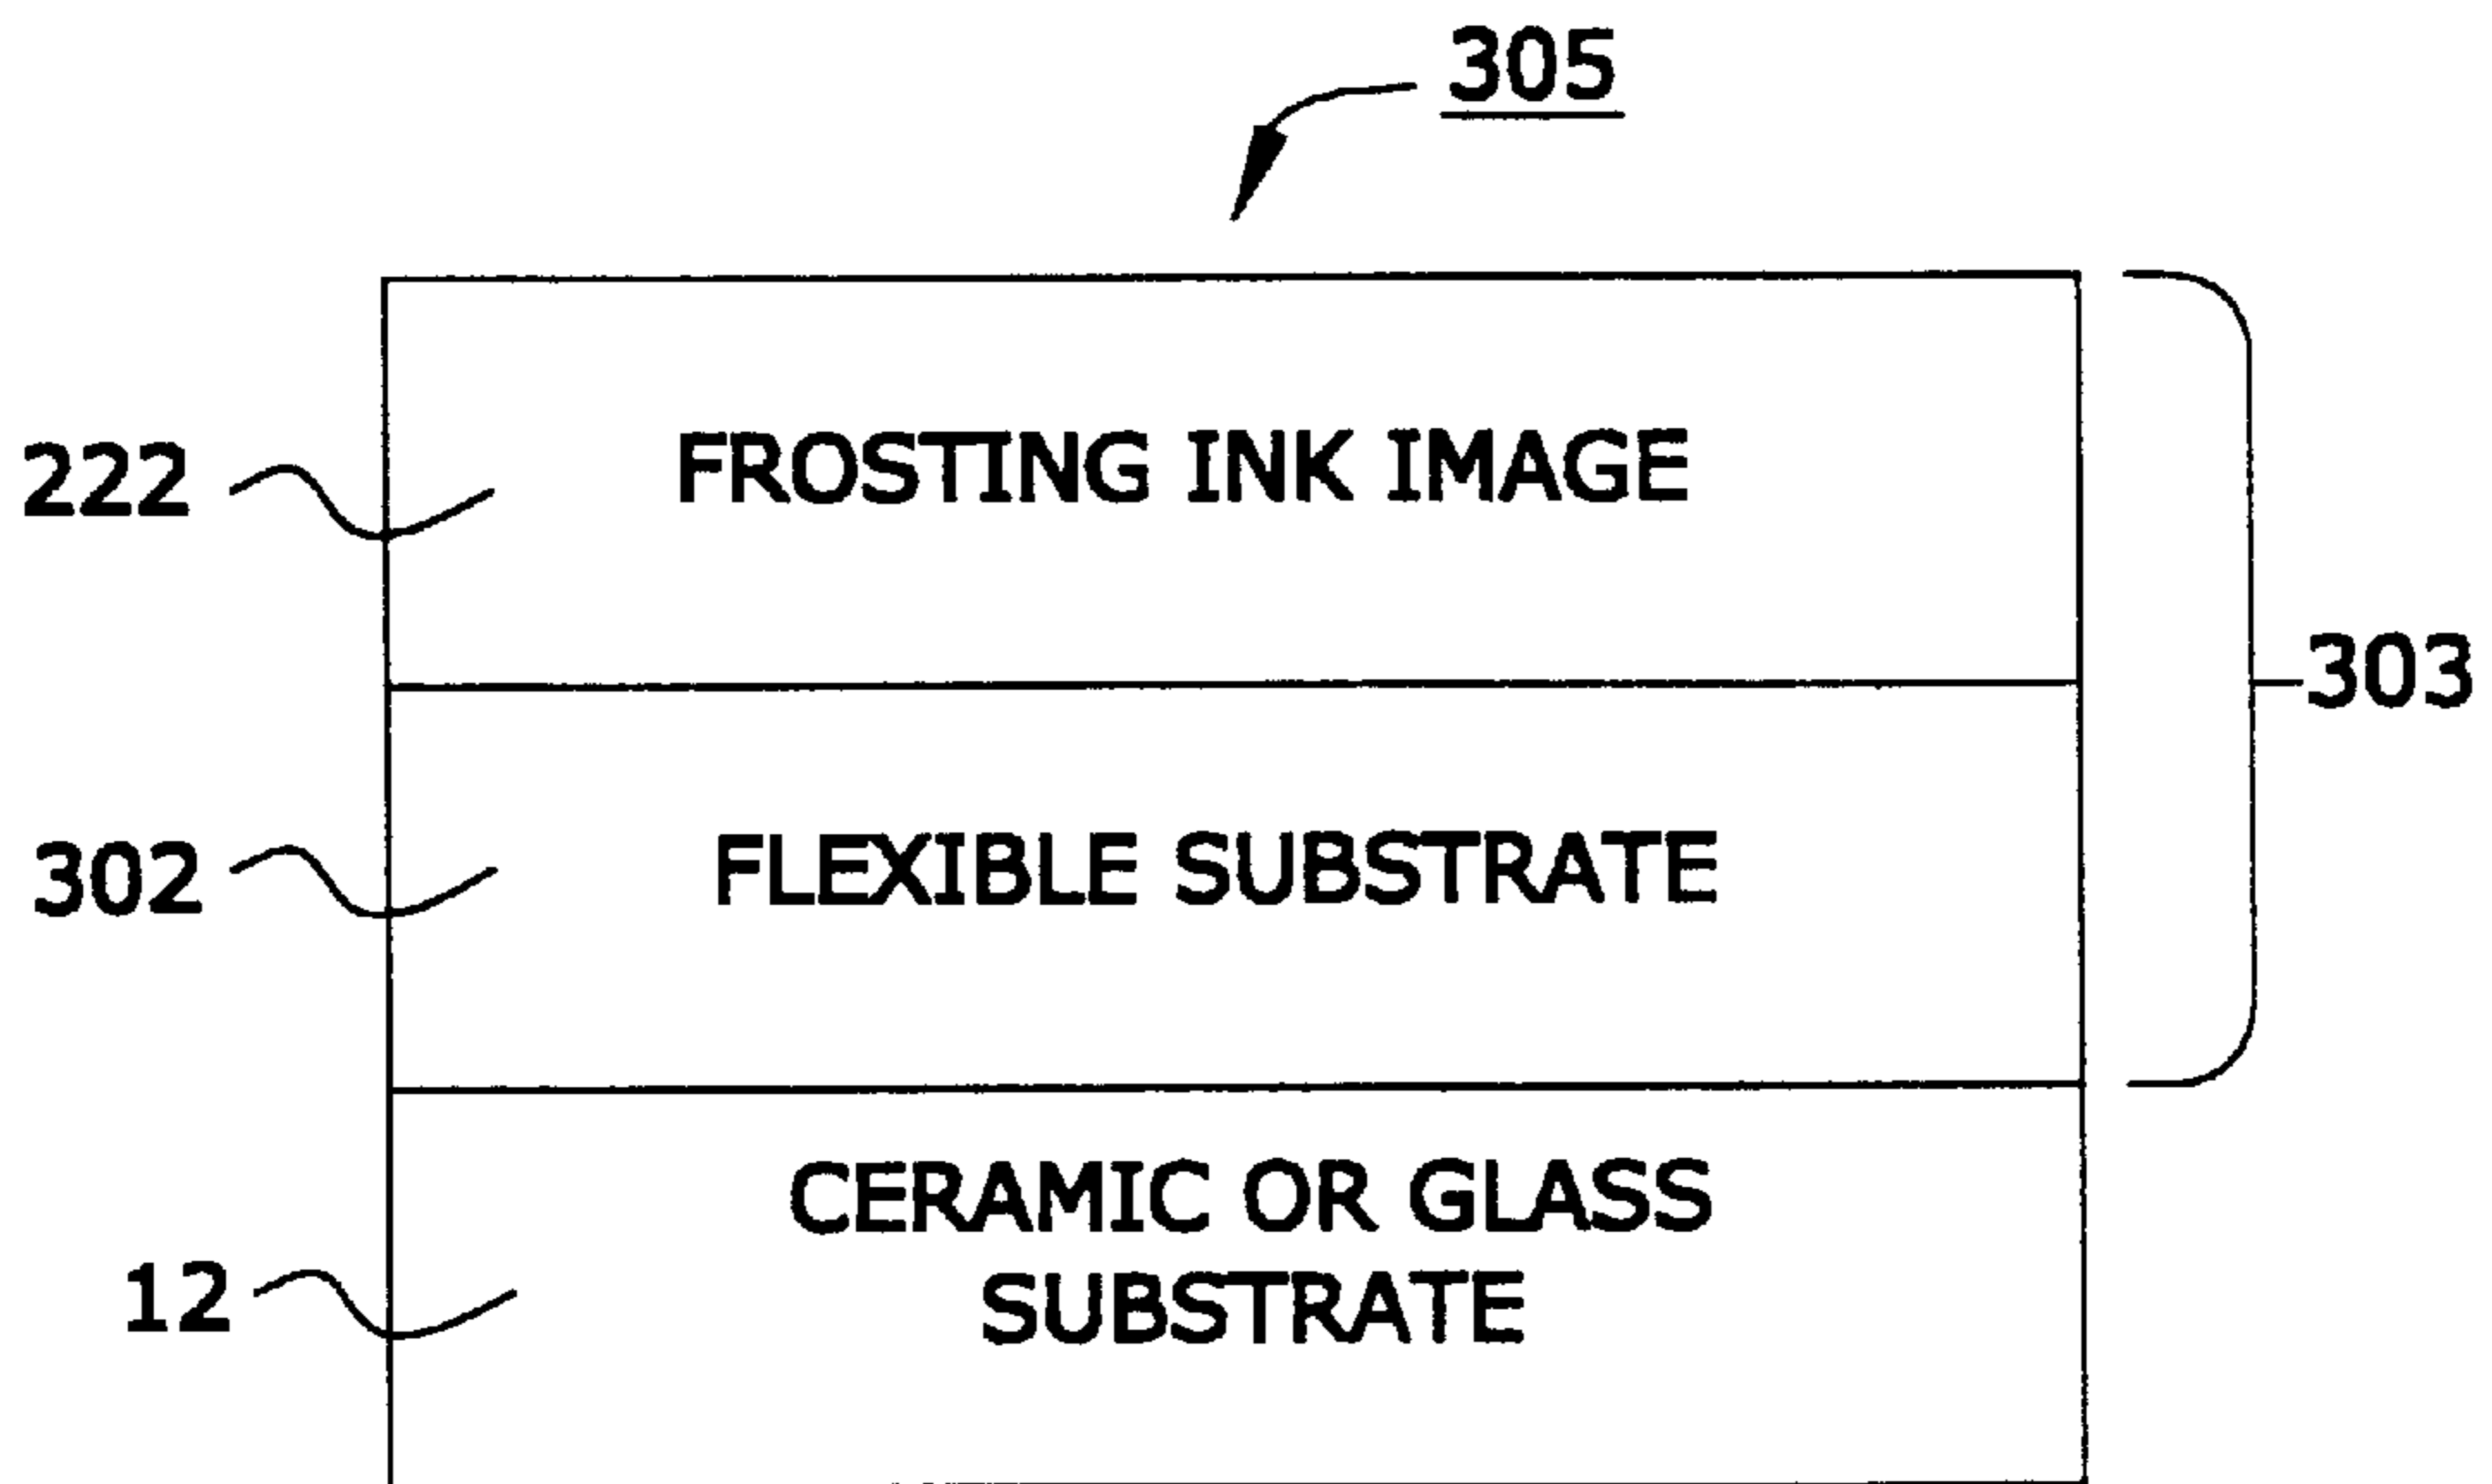 305
FROSTING INK IMAGE
222
303
FLEXIBLE SUBSTRATE
302
CERAMIC OR GLASS
SUBSTRATE
12